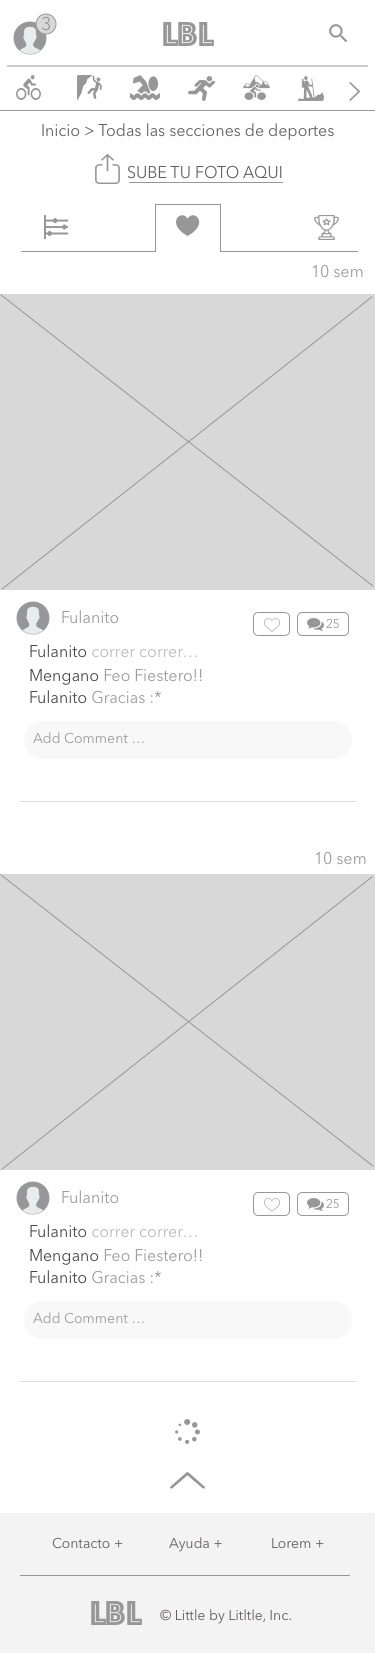 3
LBL
Inicio > Todas las secciones de deportes
SUBE TU FOTO AQUI
10 sem
Fulanito
25
Fulanito correr correr...
Mengano Feo Fiestero!!
Fulanito Gracias :*
Add Comment ...
10 sem
Fulanito
25
Fulanito correr correr...
Mengano Feo Fiestero!!
Fulanito Gracias :*
Add Comment ...
Contacto + Ayuda + Lorem +
LBL © Little by Litltle, Inc.